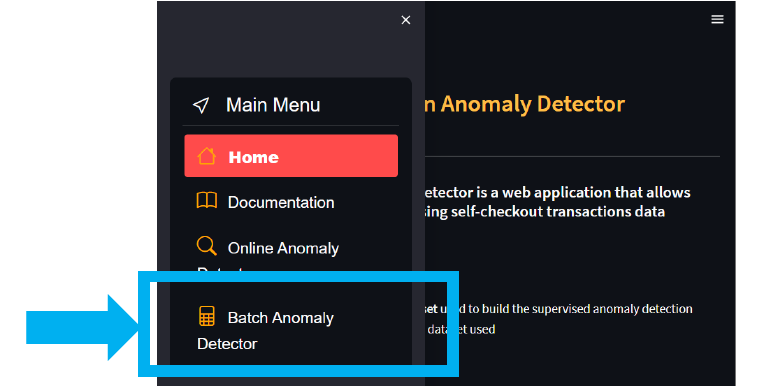 Main Menu
n Anomaly Detector
Home
etector is a web application that allows
Documentation
sing self-checkout transactions data
Online Anomaly
set used to build the supervised anomaly detection
Batch Anomaly
dataset used
Detector